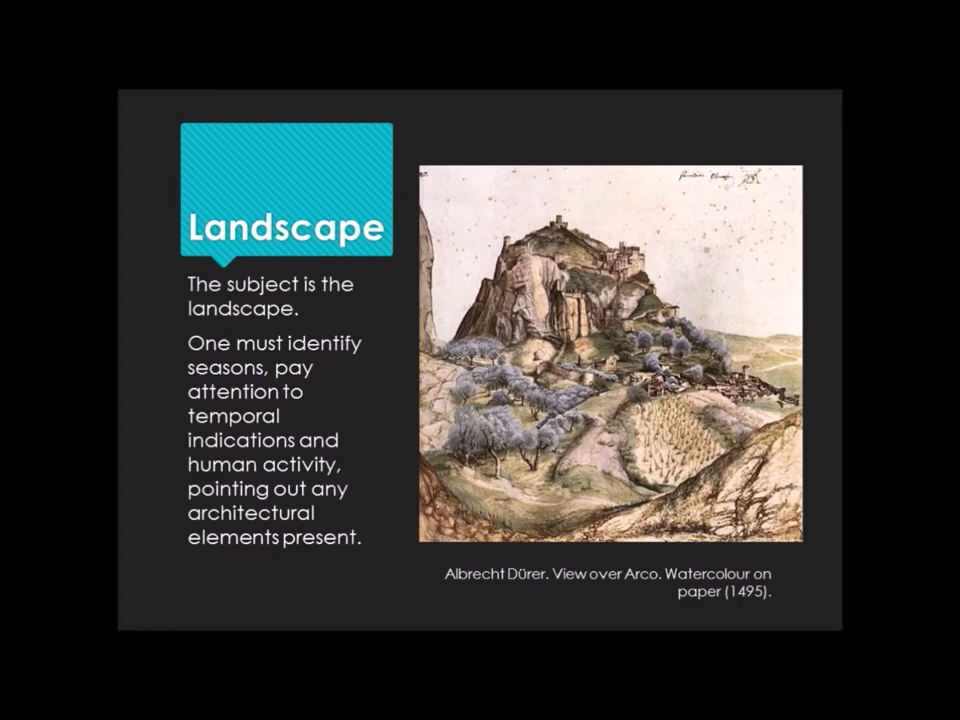 Landscape
The subject is the
landscape.
One must identify
seasons, pay
attention to
temporal
indications and
human activity,
pointing out any
architectural
elements present.
Albrecht Dürer. View over Arco. Watercolour on
paper (1495).